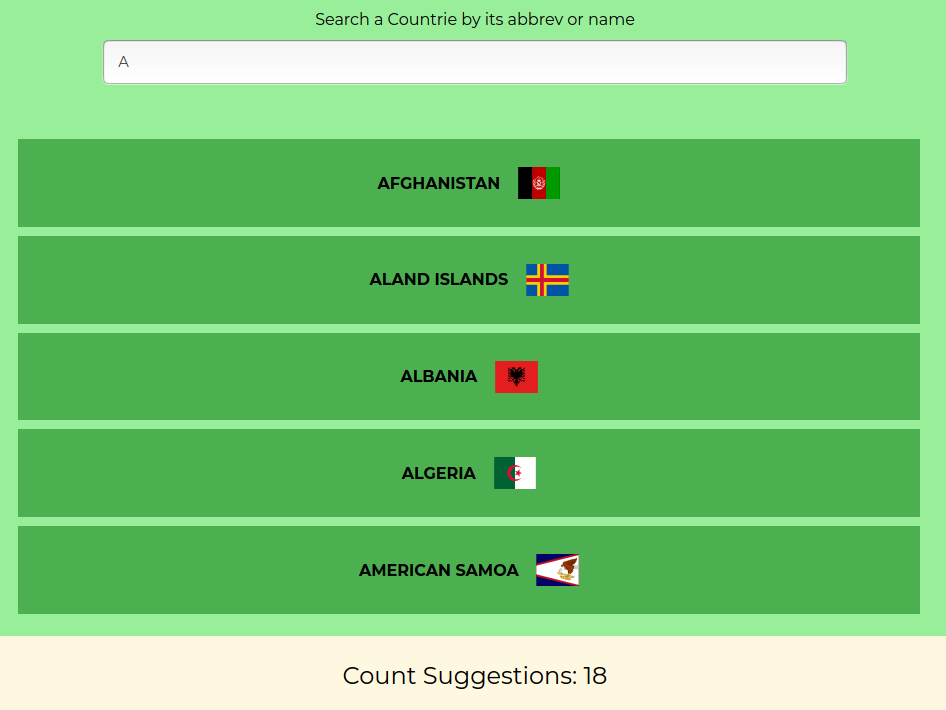 Search a Countrie by its abbrev or name
A
AFGHANISTAN
ALAND ISLANDS
ALBANIA
ALGERIA
AMERICAN SAMOA
Count Suggestions: 18